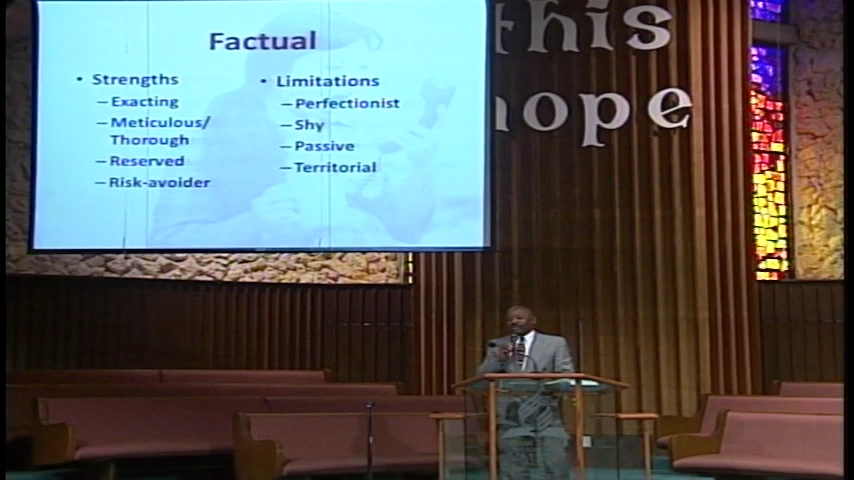 Factual
• Strengths
– Exacting
– Meticulous/
Thorough
– Reserved
– Risk-avoider
• Limitations
– Perfectionist
– Shy
– Passive
– Territorial
this
hope